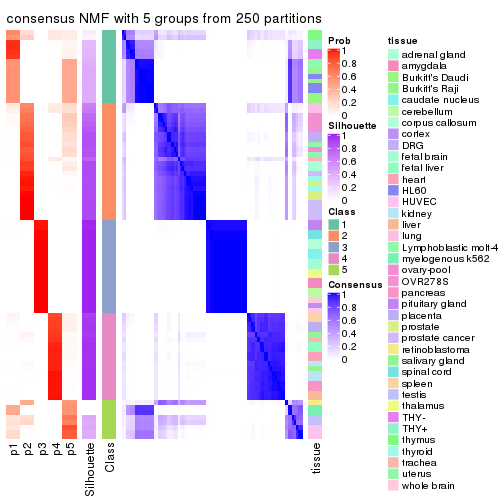 consensus NMF with 5 groups from 250 partitions
Prob
1
0.8
0.6
0.4
0.2
0
Silhouette
1
0.8
0.6
0.4
0.2
0
Class
1
2
3
4
5
Consensus
1
0.8
0.6
0.4
0.2
0
tissue
adrenal gland
amygdala
Burkitt's Daudi
Burkitt's Raji
caudate nucleus
cerebellum
corpus callosum
cortex
DRG
fetal brain
fetal liver
heart
HL60
HUVEC
kidney
liver
lung
Lymphoblastic molt-4
myelogenous k562
ovary-pool
OVR278S
pancreas
pituitary gland
placenta
prostate
prostate cancer
retinoblastoma
salivary gland
spinal cord
spleen
testis
thalamus
THY-
THY+
thymus
thyroid
trachea
uterus
whole brain
p1
p2
p3
p4
p5
Silhouette
Class
tissue